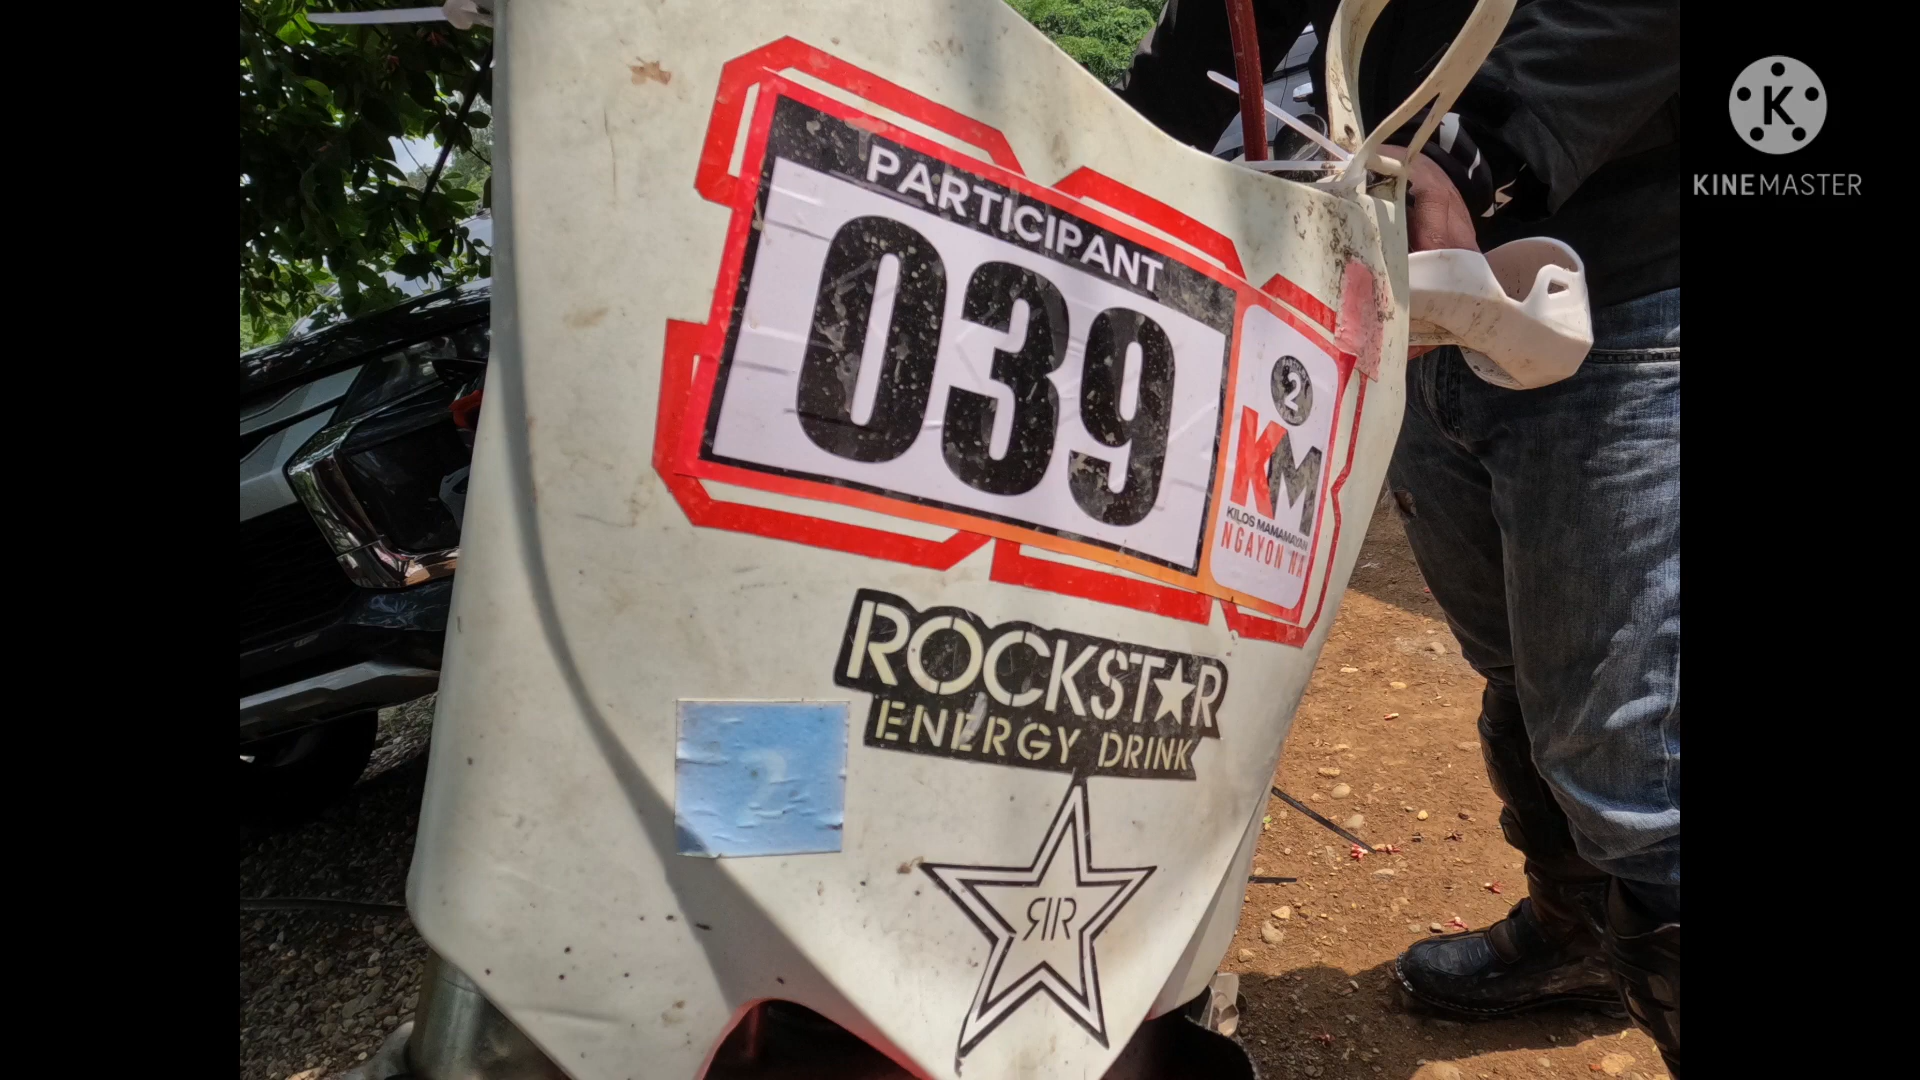 PARTICIPANT
039
2
KM
KILOS MAMAMAYAN
NGAYON NA
ROCKSTAR
ENERGY DRINK
RR
K
KINEMASTER